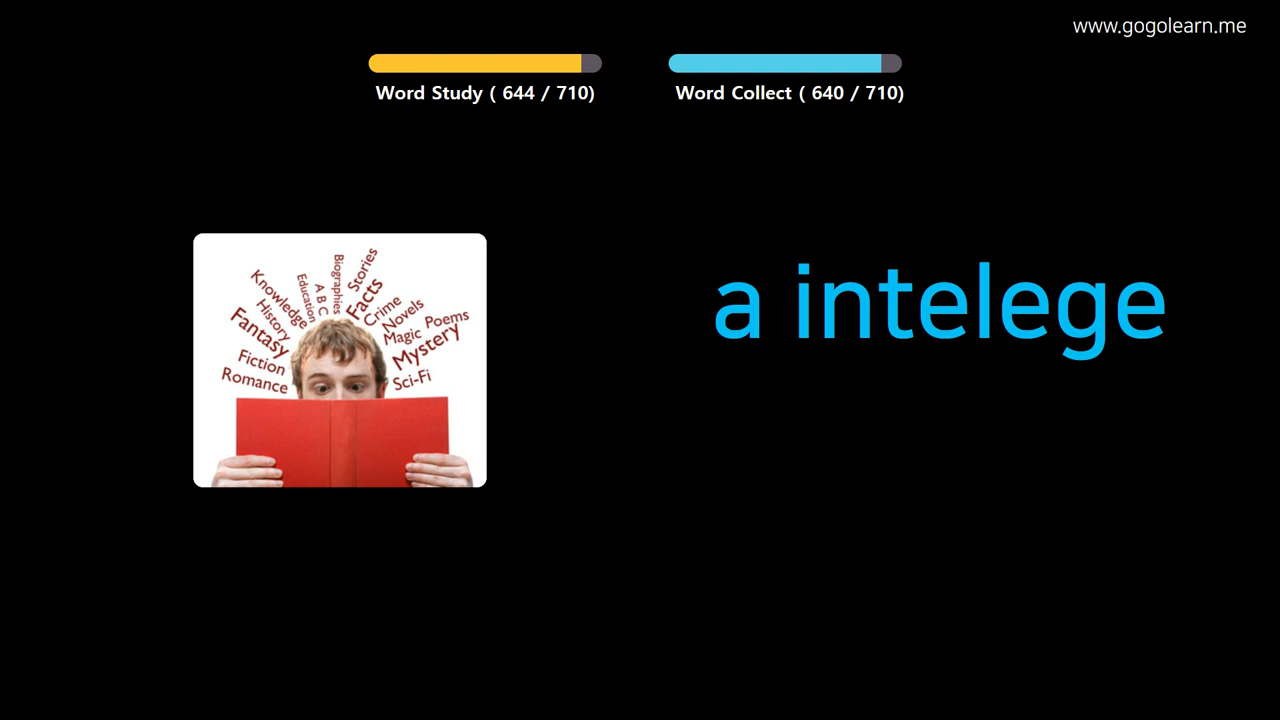 www.gogolearn.me
Word Study ( 644 / 710)
Word Collect ( 640 / 710)
a intelege
Stories
Biographies
Facts
A B C
Education
Knowledge
Crime
History
Novels
Fantasy
Magic
Poems
Mystery
Fiction
Sci-Fi
Romance